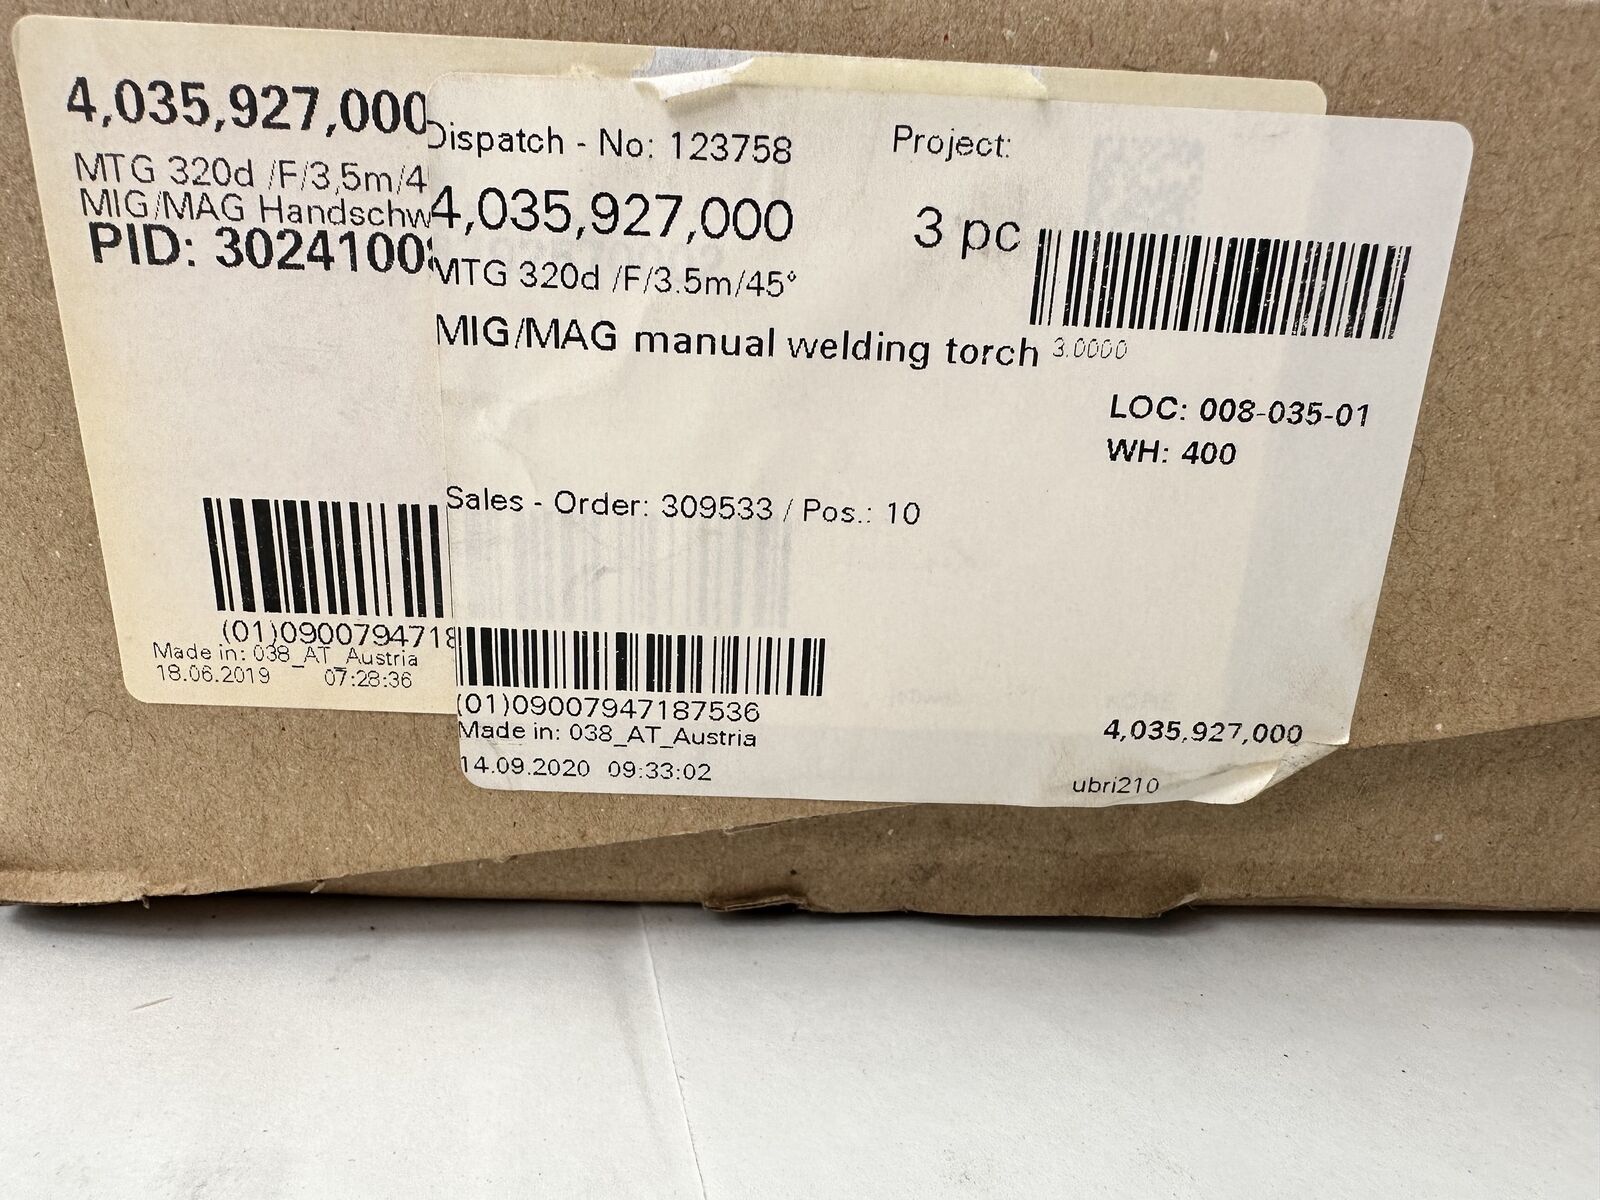 4,035,927,000
MTG 320d /F/3,5m/4
MIG/MAG Handschw
PID: 3024100
(01)0900794718
Made in: 038_AT_Austria
18.06.2019 07:28:36
Dispatch - No: 123758 Project:
4,035,927,000 3 pc
MTG 320d /F/3.5m/45°
MIG/MAG manual welding torch 3.0000
LOC: 008-035-01
WH: 400
Sales - Order: 309533 / Pos.: 10
(01)09007947187536
Made in: 038_AT_Austria 4,035,927,000
14.09.2020 09:33:02 ubri210